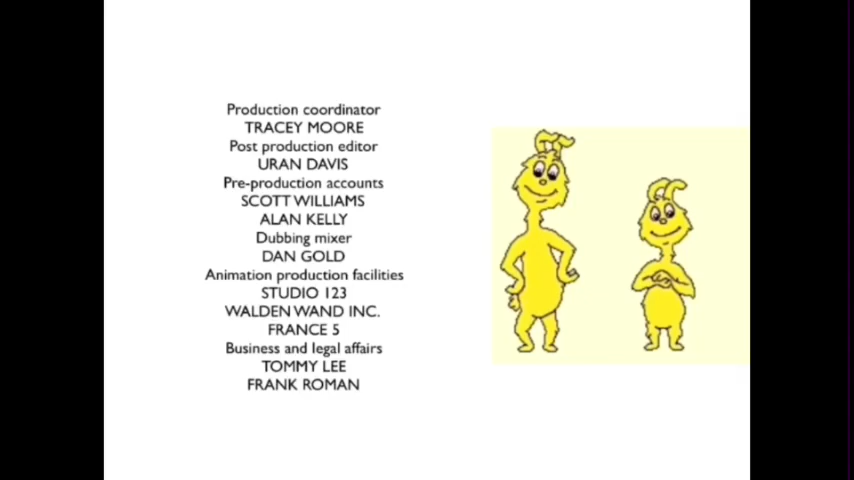 Production coordinator
TRACEY MOORE
Post production editor
URAN DAVIS
Pre-production accounts
SCOTT WILLIAMS
ALAN KELLY
Dubbing mixer
DAN GOLD
Animation production facilities
STUDIO 123
WALDEN WAND INC.
FRANCE 5
Business and legal affairs
TOMMY LEE
FRANK ROMAN